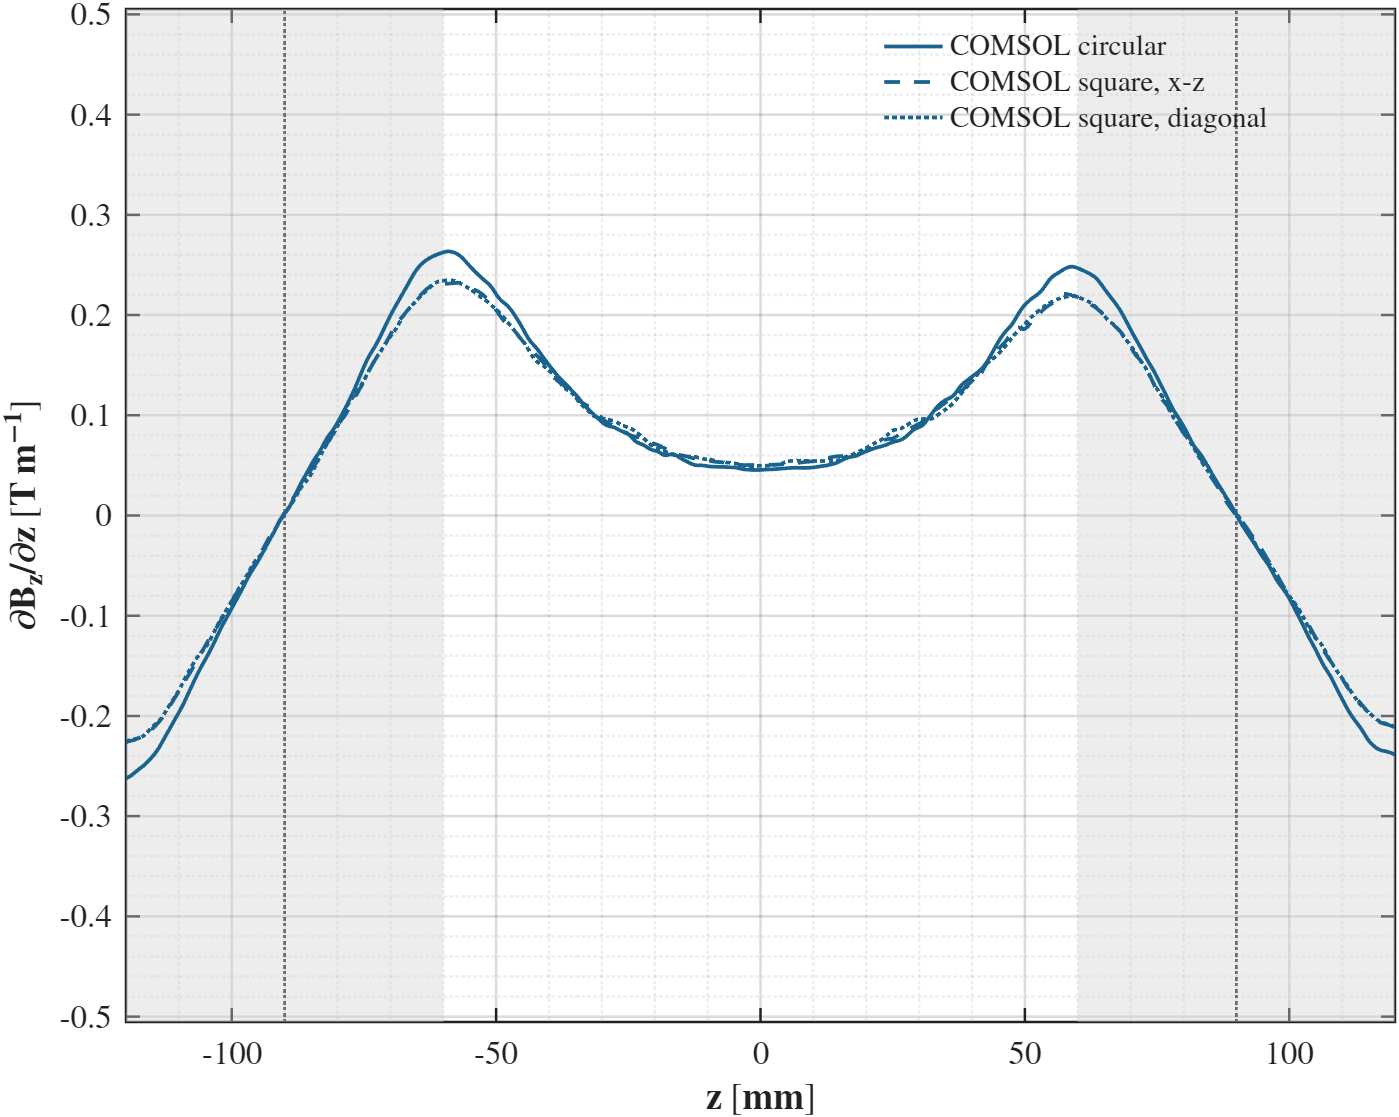 COMSOL circular
COMSOL square, x-z
COMSOL square, diagonal
0.5
0.4
0.3
0.2
0.1
0
-0.1
-0.2
-0.3
-0.4
-0.5
∂Bz/∂z [T m⁻¹]
-100 -50 0 50 100
z [mm]